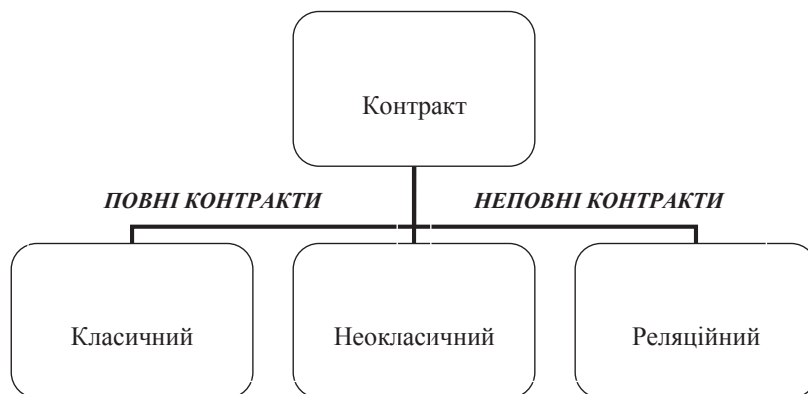 Контракт
ПОВНІ КОНТРАКТИ НЕПОВНІ КОНТРАКТИ
Класичний Неокласичний Реляційний